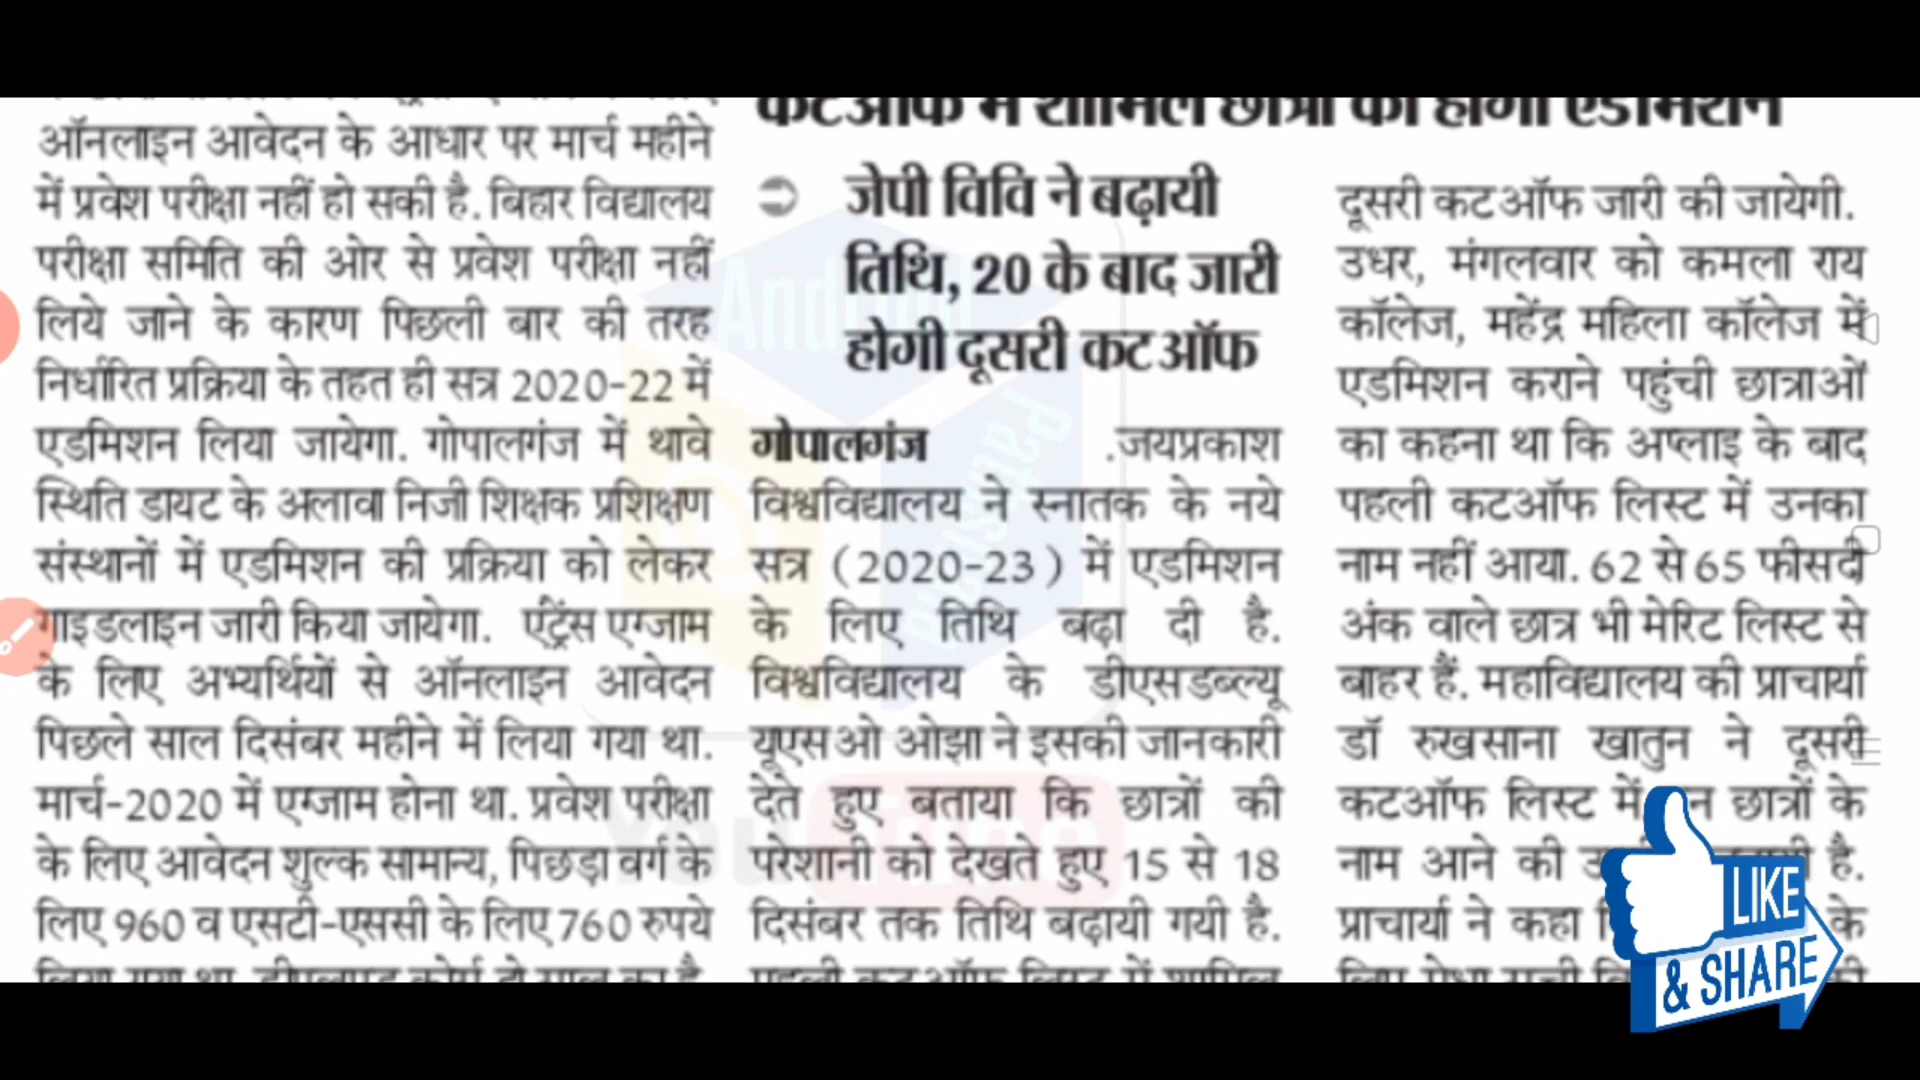 ऑनलाइन आवेदन के आधार पर मार्च महीने
में प्रवेश परीक्षा नहीं हो सकी है. बिहार विद्यालय
परीक्षा समिति की ओर से प्रवेश परीक्षा नहीं
लिये जाने के कारण पिछली बार की तरह
निर्धारित प्रक्रिया के तहत ही सत्र 2020-22 में
एडमिशन लिया जायेगा. गोपालगंज में थावे
स्थिति डायट के अलावा निजी शिक्षक प्रशिक्षण
संस्थानों में एडमिशन की प्रक्रिया को लेकर
गाइडलाइन जारी किया जायेगा. एंट्रेंस एग्जाम
के लिए अभ्यर्थियों से ऑनलाइन आवेदन
पिछले साल दिसंबर महीने में लिया गया था.
मार्च-2020 में एग्जाम होना था. प्रवेश परीक्षा
के लिए आवेदन शुल्क सामान्य, पिछड़ा वर्ग के
लिए 960 व एसटी-एससी के लिए 760 रुपये
कटऑफ में शामिल छात्रों का होगा एडमिशन
जेपी विवि ने बढ़ायी
तिथि, 20 के बाद जारी
होगी दूसरी कटऑफ
गोपालगंज .जयप्रकाश
विश्वविद्यालय ने स्नातक के नये
सत्र (2020-23) में एडमिशन
के लिए तिथि बढ़ा दी है.
विश्वविद्यालय के डीएसडब्ल्यू
यूएसओ ओझा ने इसकी जानकारी
देते हुए बताया कि छात्रों की
परेशानी को देखते हुए 15 से 18
दिसंबर तक तिथि बढ़ायी गयी है.
पहली कटऑफ लिस्ट में शामिल
दूसरी कटऑफ जारी की जायेगी.
उधर, मंगलवार को कमला राय
कॉलेज, महेंद्र महिला कॉलेज में
एडमिशन कराने पहुंची छात्राओं
का कहना था कि अप्लाइ के बाद
पहली कटऑफ लिस्ट में उनका
नाम नहीं आया. 62 से 65 फीसदी
अंक वाले छात्र भी मेरिट लिस्ट से
बाहर हैं. महाविद्यालय की प्राचार्या
डॉ रुखसाना खातुन ने दूसरी
कटऑफ लिस्ट में छात्रों के
नाम आने की है.
प्राचार्या ने कहा के
LIKE
& SHARE